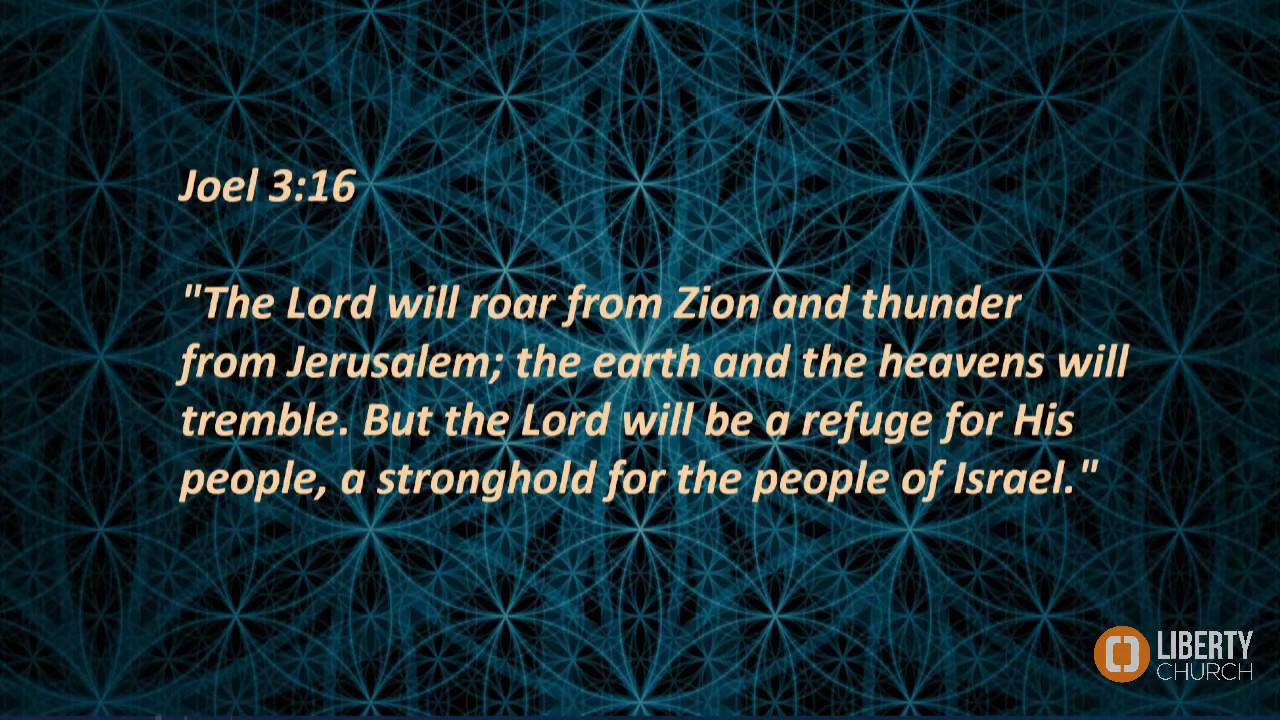 Joel 3:16
"The Lord will roar from Zion and thunder
from Jerusalem; the earth and the heavens will
tremble. But the Lord will be a refuge for His
people, a stronghold for the people of Israel."
LIBERTY
CHURCH